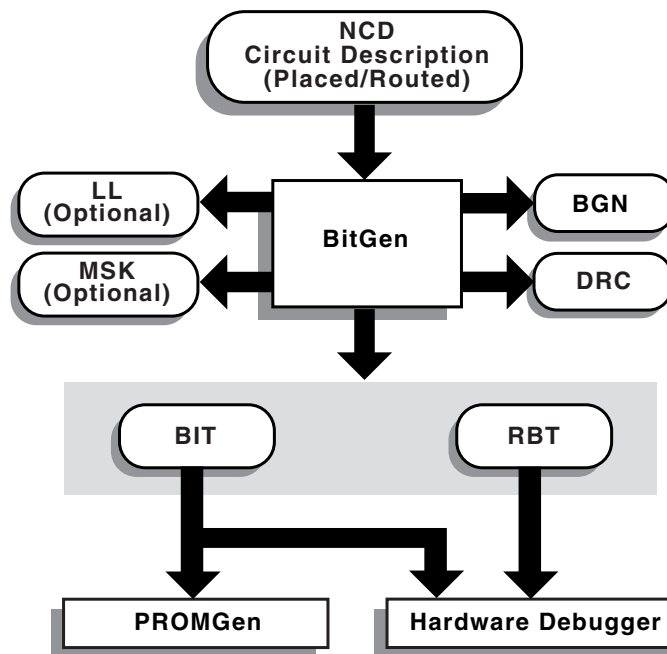 NCD
Circuit Description
(Placed/Routed)
LL
(Optional)
BitGen
BGN
MSK
(Optional)
DRC
BIT
RBT
PROMGen
Hardware Debugger